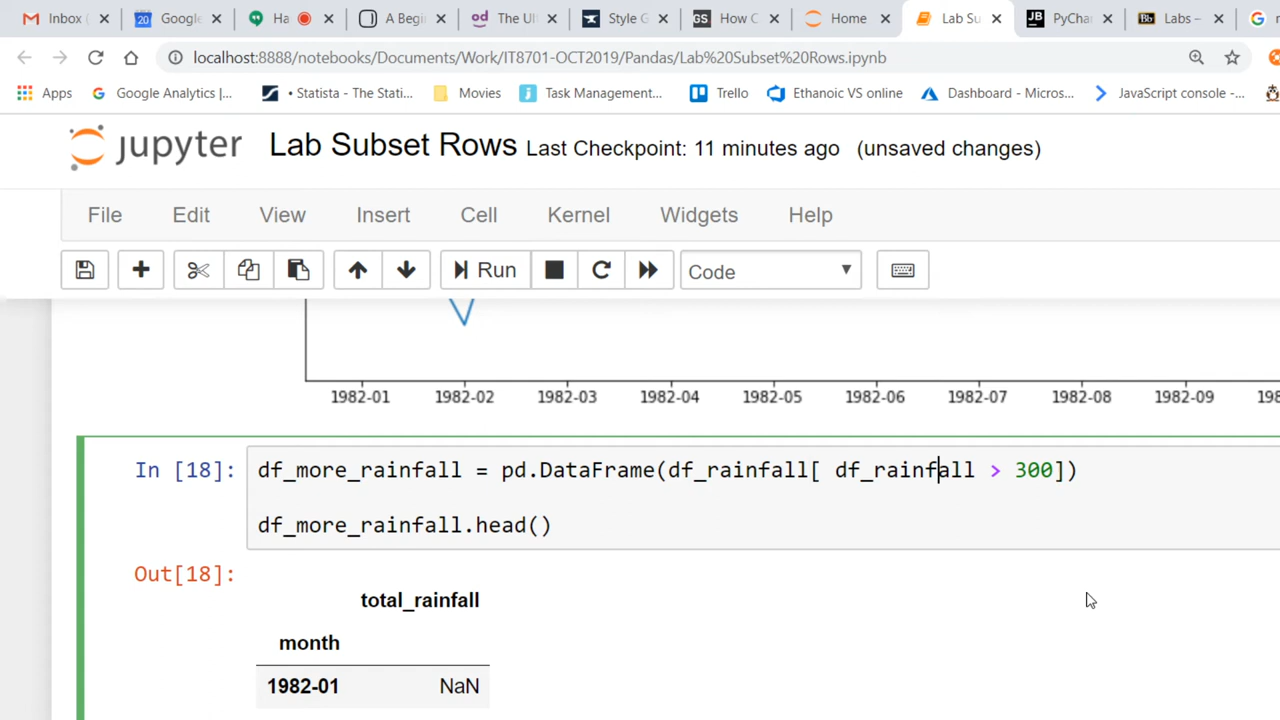 Inbox (
Google
Ha
A Begi
The Ul
Style G
How C
Home
Lab Su
PyChar
Labs –
localhost:8888/notebooks/Documents/Work/IT8701-OCT2019/Pandas/Lab%20Subset%20Rows.ipynb
Apps
Google Analytics |...
• Statista - The Stati...
Movies
Task Management...
Trello
Ethanoic VS online
Dashboard - Micros...
JavaScript console -...
jupyter Lab Subset Rows Last Checkpoint: 11 minutes ago (unsaved changes)
File Edit View Insert Cell Kernel Widgets Help
Run Code
1982-01 1982-02 1982-03 1982-04 1982-05 1982-06 1982-07 1982-08 1982-09 198
In [18]: df_more_rainfall = pd.DataFrame(df_rainfall[ df_rainfall > 300])
df_more_rainfall.head()
Out[18]:
total_rainfall
month
1982-01 NaN